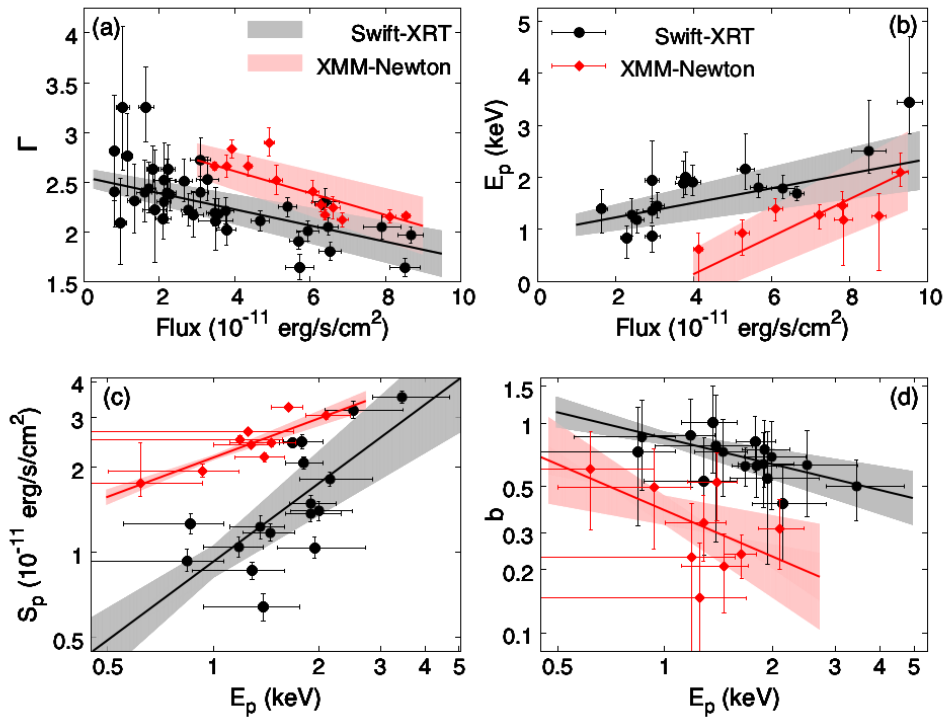 (a)
Swift-XRT
XMM-Newton
Γ
4
3.5
3
2.5
2
1.5
0 2 4 6 8 10
Flux (10-11 erg/s/cm2)
(b)
Swift-XRT
XMM-Newton
Ep (keV)
5
4
3
2
1
0
0 2 4 6 8 10
Flux (10-11 erg/s/cm2)
(c)
Sp (10-11 erg/s/cm2)
4
3
2
1
0.5
0.5 1 2 5
Ep (keV)
(d)
b
1.5
1.0
0.5
0.3
0.2
0.1
0.5 1 2 5
Ep (keV)